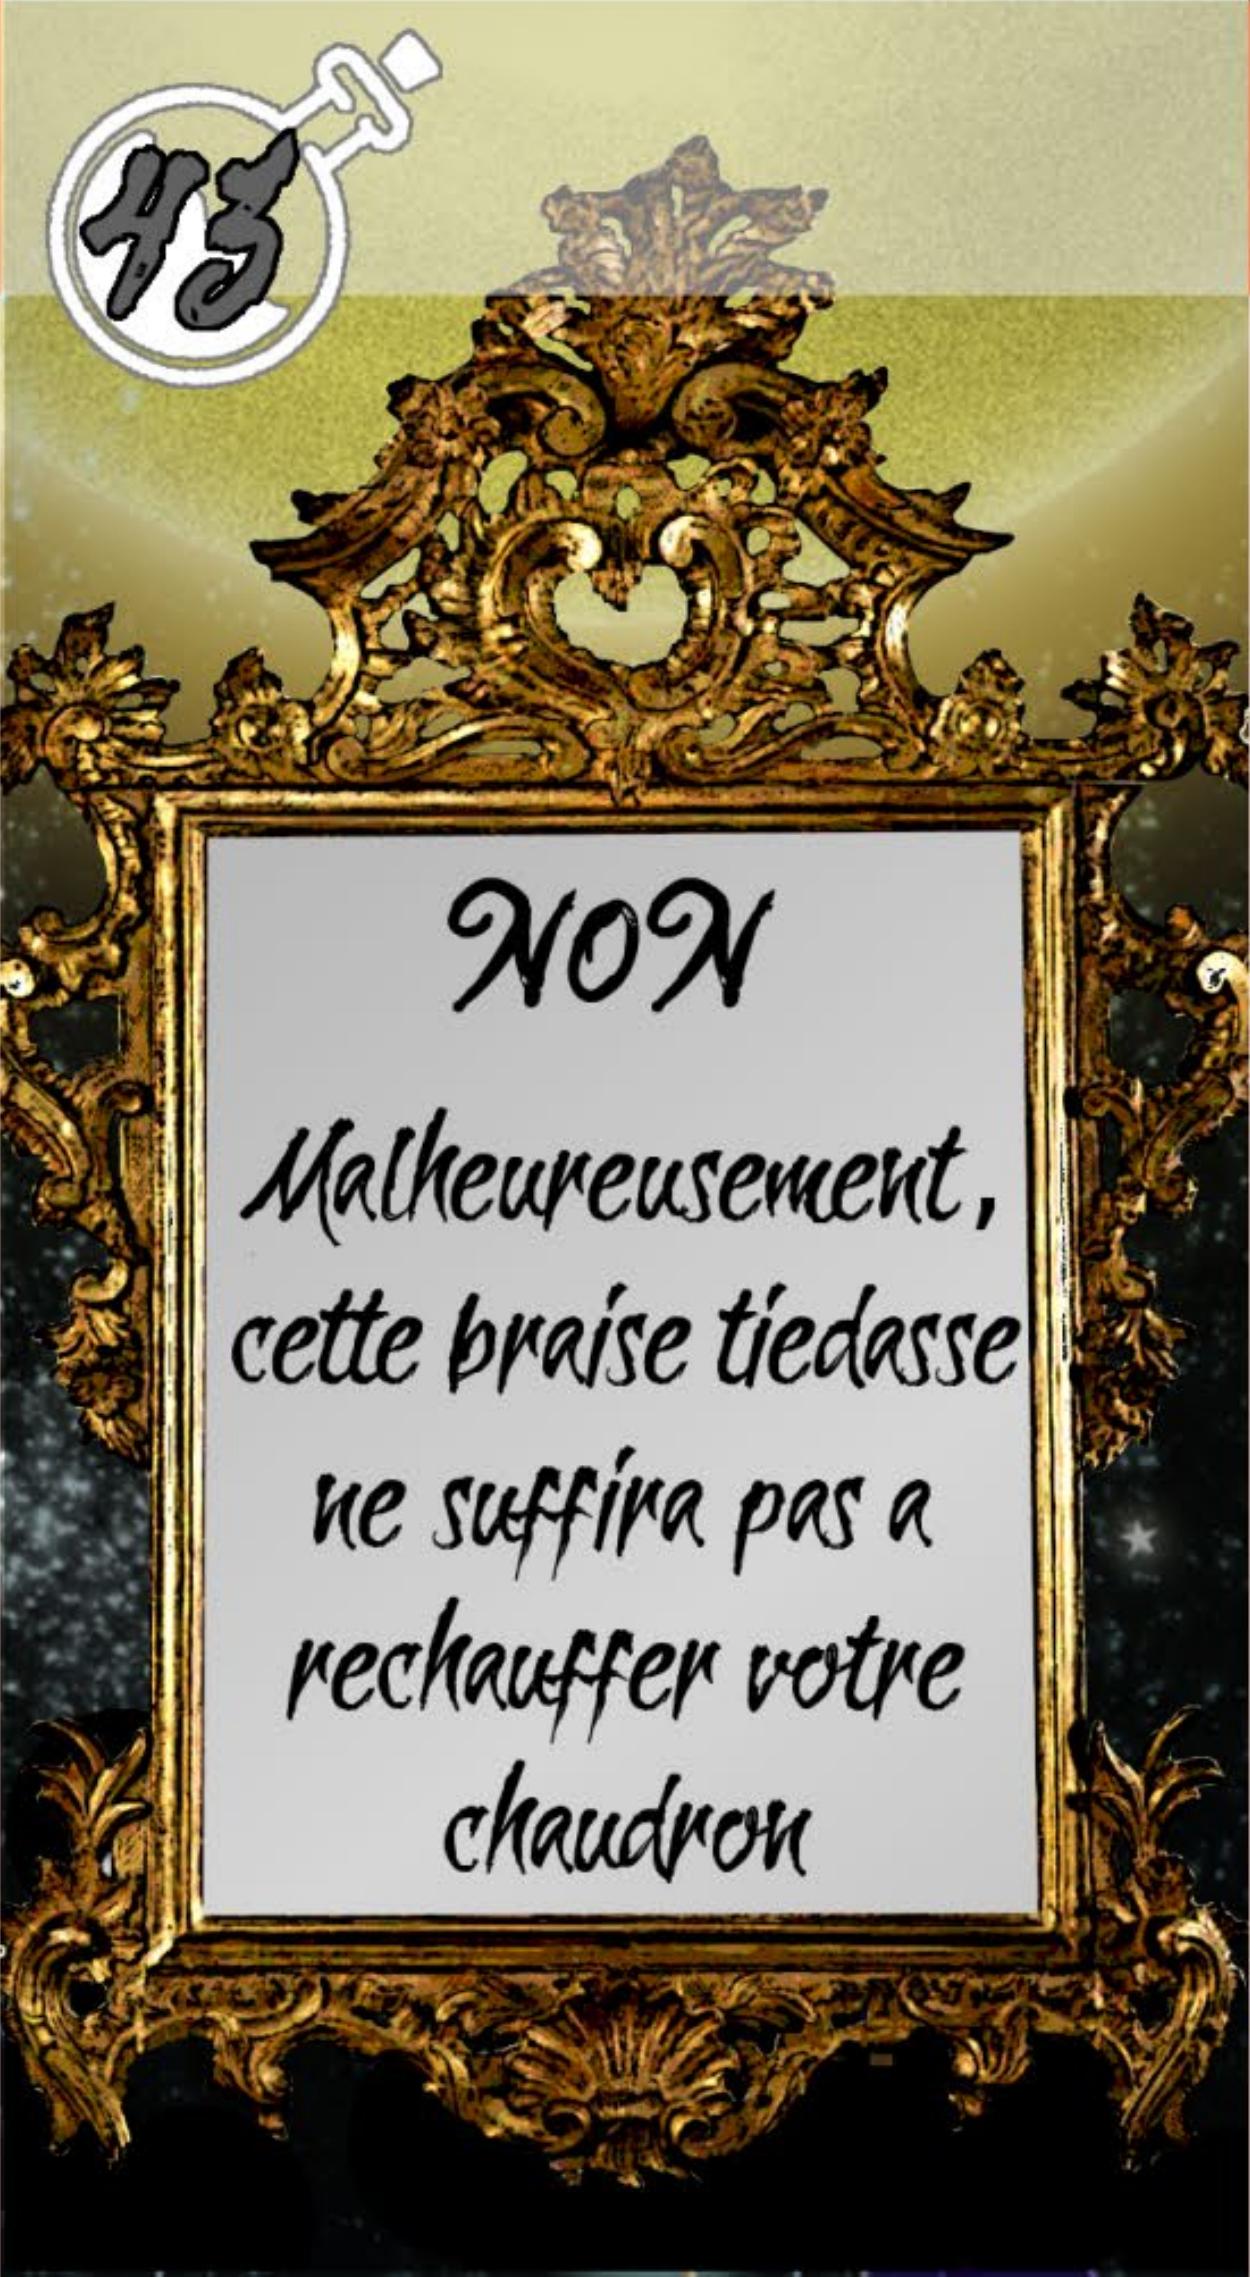 43
NON
Malheureusement,
cette braise tiedasse
ne suffira pas a
rechauffer votre
chaudron